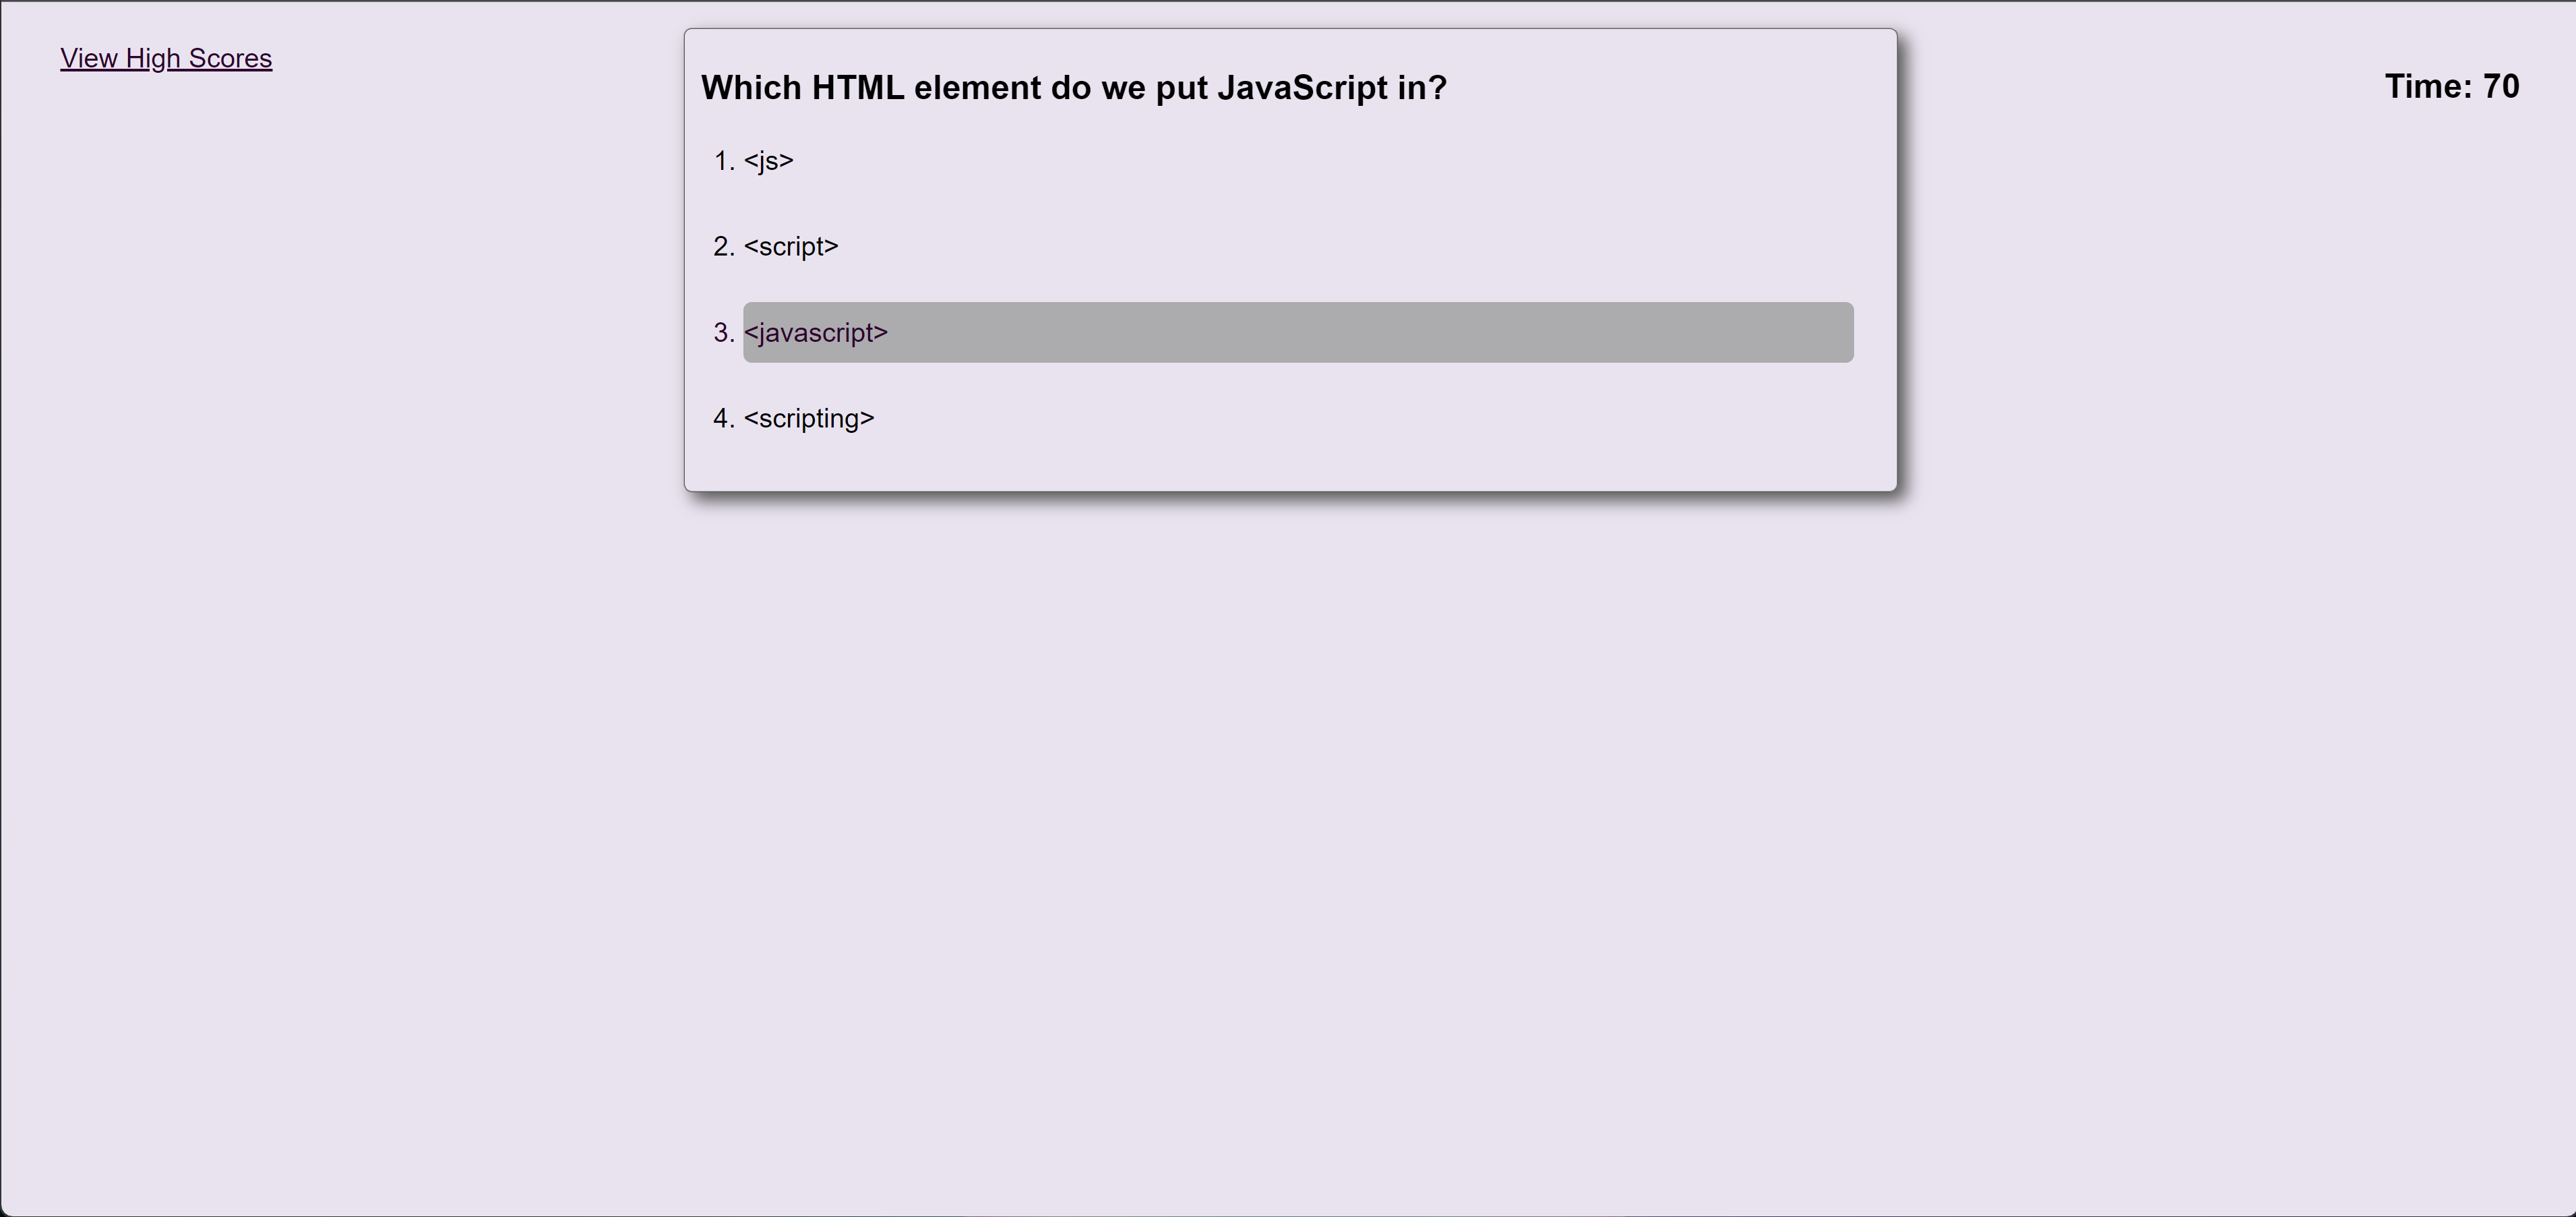 View High Scores
Which HTML element do we put JavaScript in?
Time: 70
1. <js>
2. <script>
3. <javascript>
4. <scripting>